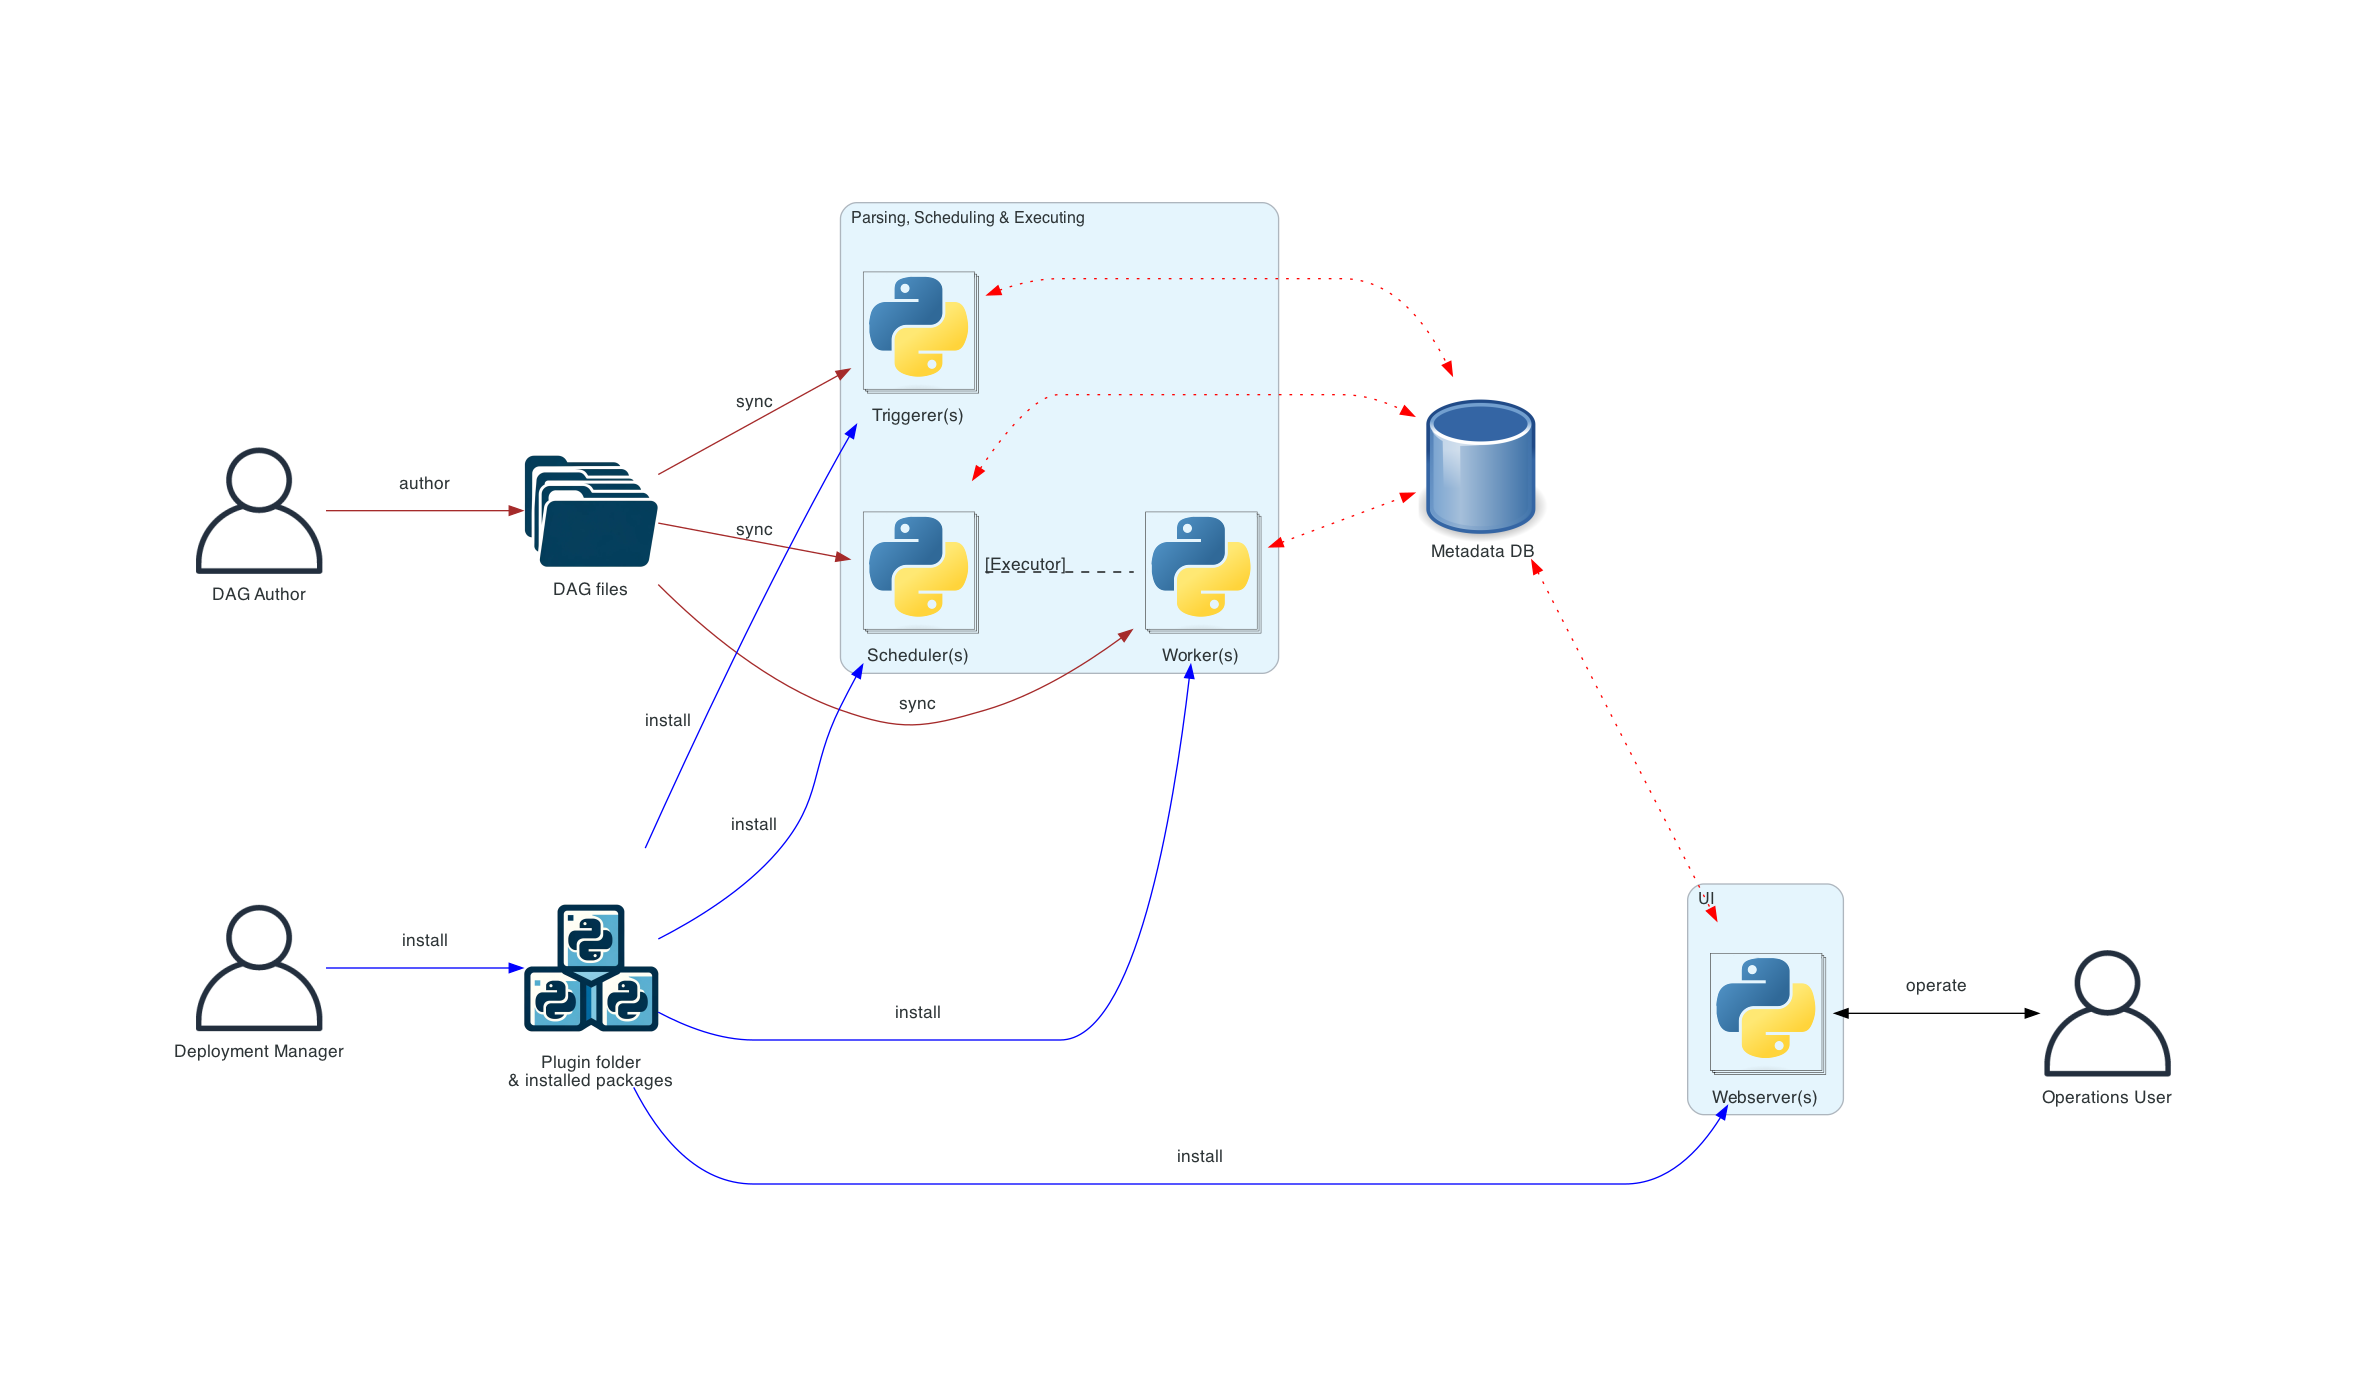 Parsing, Scheduling & Executing
Triggerer(s)
sync
author
sync
DAG Author
DAG files
[Executor]
Metadata DB
Scheduler(s)
Worker(s)
sync
install
install
UI
install
install
operate
Deployment Manager
Plugin folder
& installed packages
Webserver(s)
Operations User
install